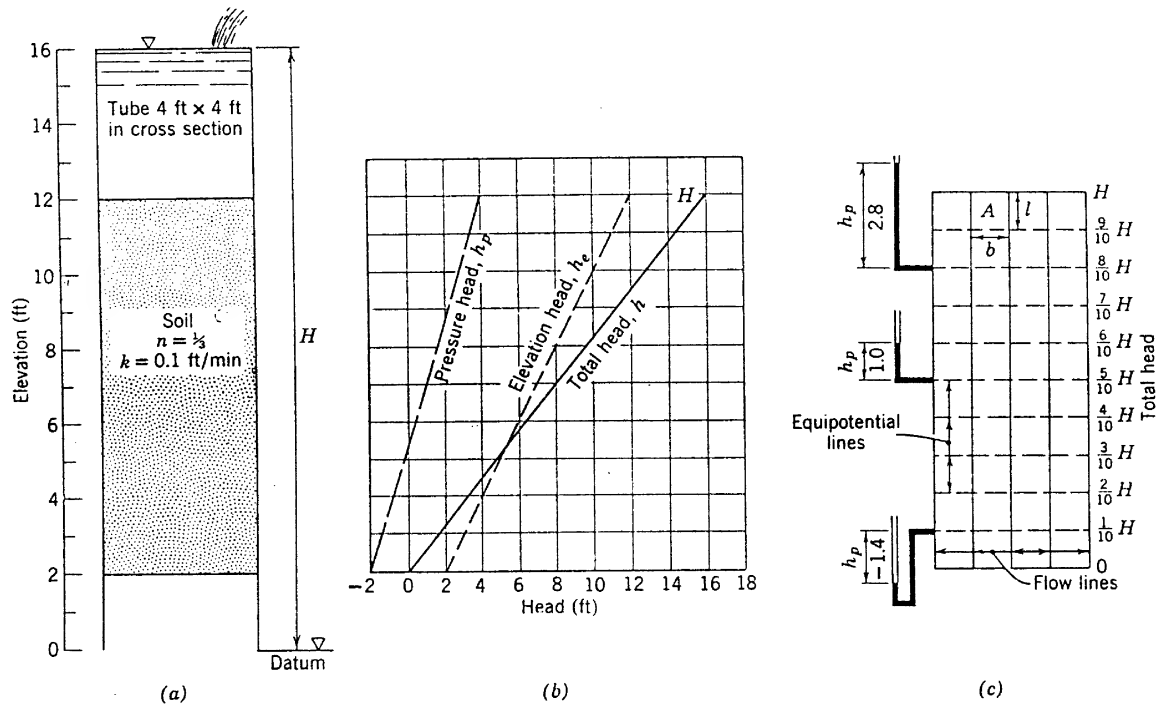 16
14
12
10
8
6
4
2
0
Elevation (ft)
Tube 4 ft × 4 ft
in cross section
Soil
n = ⅓
k = 0.1 ft/min
H
Datum
(a)
H
Pressure head, hp
Elevation head, he
Total head, h
−2 0 2 4 6 8 10 12 14 16 18
Head (ft)
(b)
hp
2.8
hp
1.0
hp
−1.4
A
l
b
Equipotential
lines
H
9/10 H
8/10 H
7/10 H
6/10 H
5/10 H
4/10 H
3/10 H
2/10 H
1/10 H
0
Total head
Flow lines
(c)